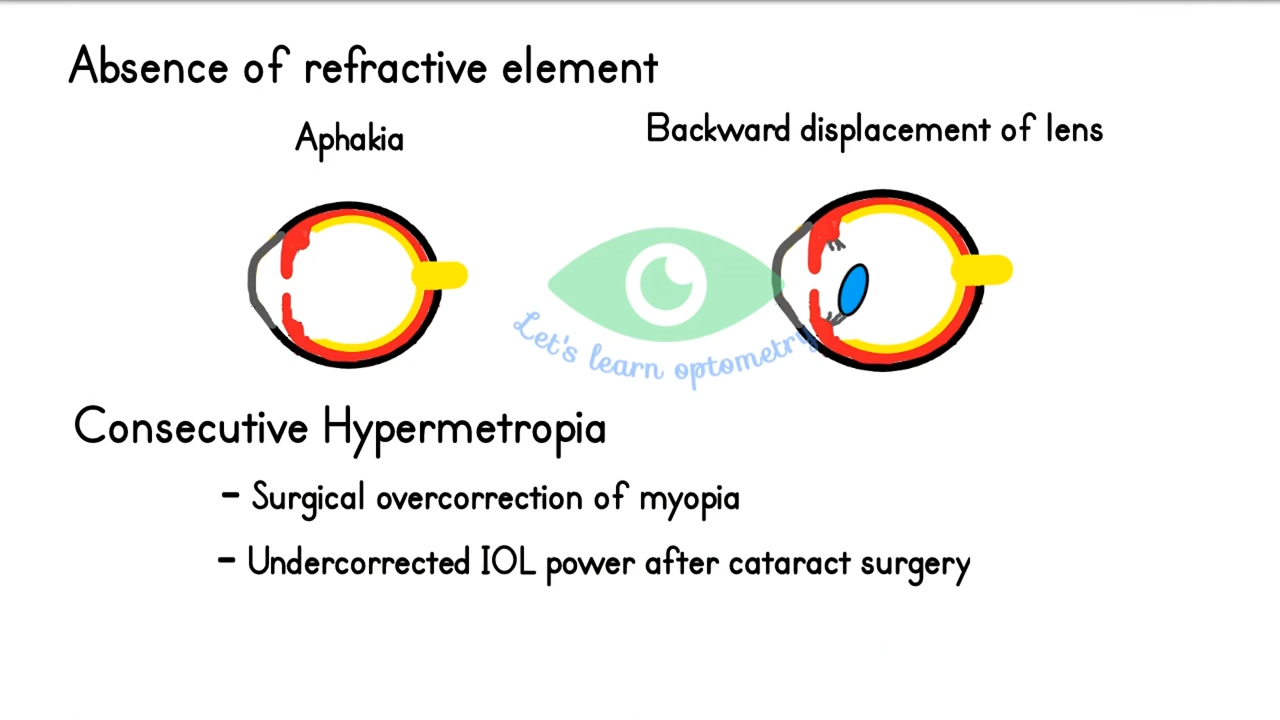 Absence of refractive element
Aphakia
Backward displacement of lens
Let's learn optometry
Consecutive Hypermetropia
- Surgical overcorrection of myopia
- Undercorrected IOL power after cataract surgery